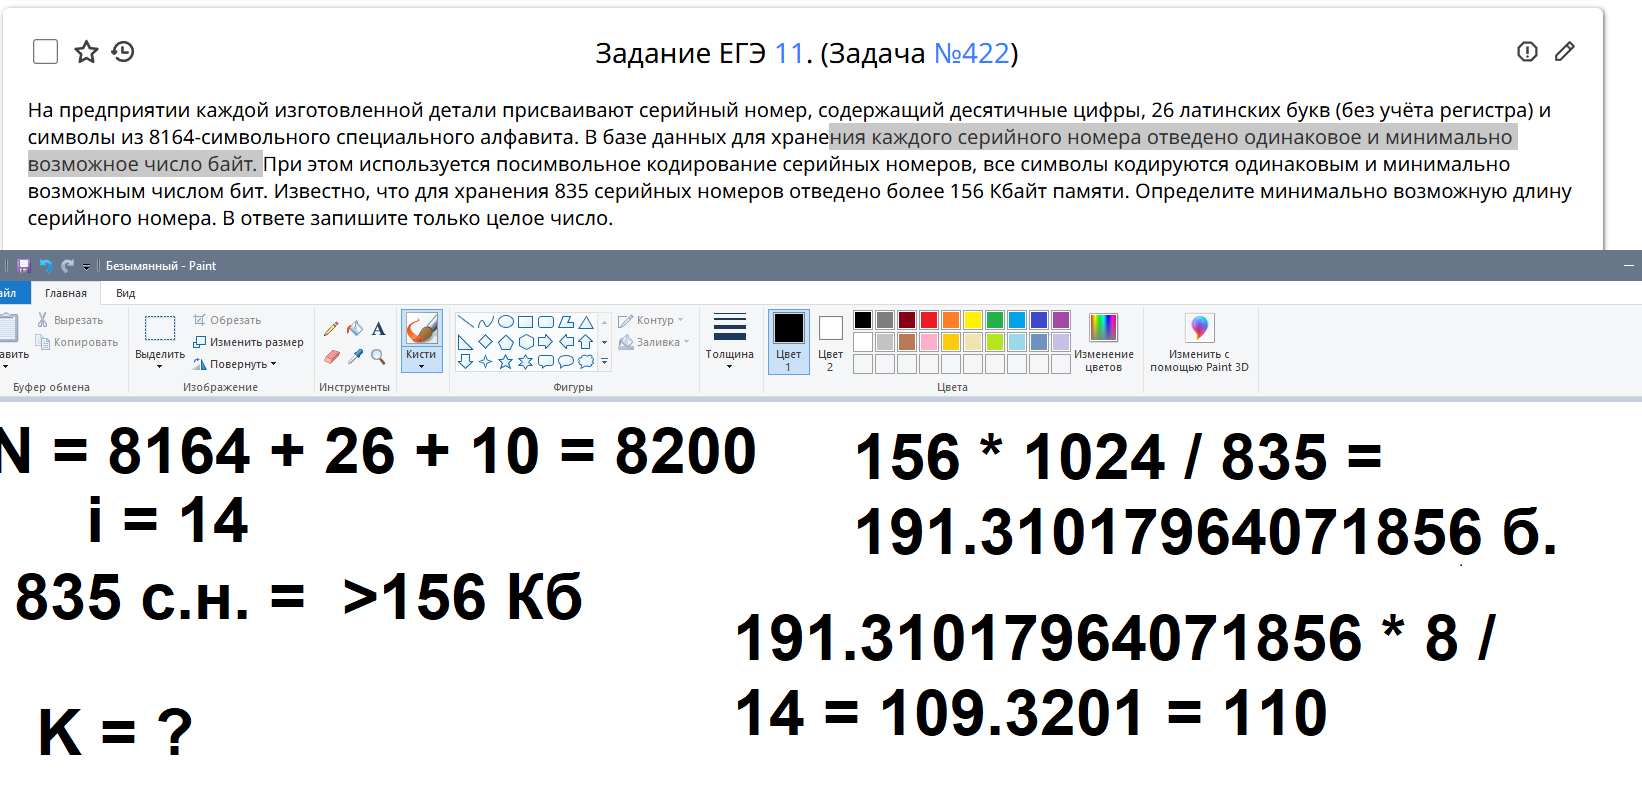 Задание ЕГЭ 11. (Задача №422)
На предприятии каждой изготовленной детали присваивают серийный номер, содержащий десятичные цифры, 26 латинских букв (без учёта регистра) и
символы из 8164-символьного специального алфавита. В базе данных для хранения каждого серийного номера отведено одинаковое и минимально
возможное число байт. При этом используется посимвольное кодирование серийных номеров, все символы кодируются одинаковым и минимально
возможным числом бит. Известно, что для хранения 835 серийных номеров отведено более 156 Кбайт памяти. Определите минимально возможную длину
серийного номера. В ответе запишите только целое число.
Безымянный - Paint
айл Главная Вид
авить
Вырезать
Копировать
Буфер обмена
Выделить
Обрезать
Изменить размер
Повернуть
Изображение
A
Инструменты
Кисти
Контур
Заливка
Фигуры
Толщина
Цвет
1
Цвет
2
Изменение
цветов
Цвета
Изменить с
помощью Paint 3D
N = 8164 + 26 + 10 = 8200
i = 14
835 с.н. = >156 Кб
K = ?
156 * 1024 / 835 =
191.31017964071856 б.
191.31017964071856 * 8 /
14 = 109.3201 = 110